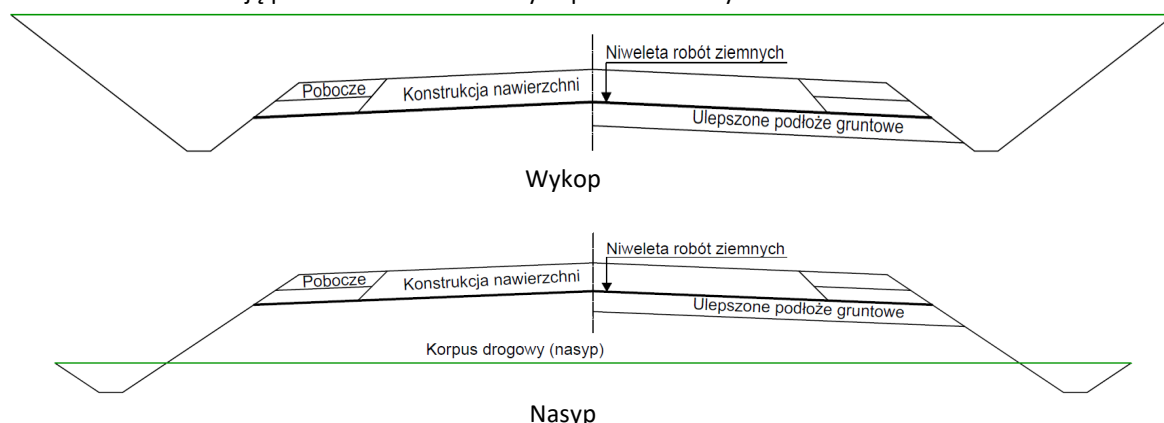 Niweleta robót ziemnych
Pobocze
Konstrukcja nawierzchni
Ulepszone podłoże gruntowe
Wykop
Niweleta robót ziemnych
Pobocze
Konstrukcja nawierzchni
Ulepszone podłoże gruntowe
Korpus drogowy (nasyp)
Nasyp